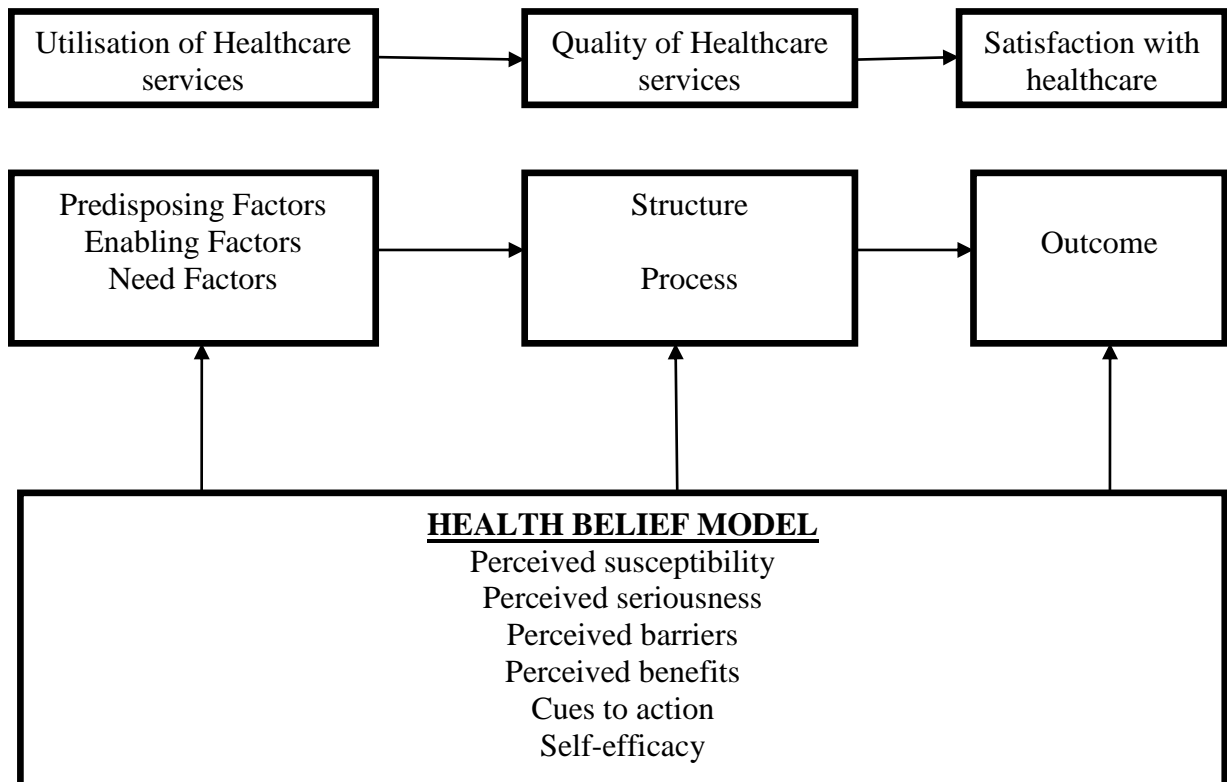 Utilisation of Healthcare
services
Quality of Healthcare
services
Satisfaction with
healthcare
Predisposing Factors
Enabling Factors
Need Factors
Structure
Process
Outcome
HEALTH BELIEF MODEL
Perceived susceptibility
Perceived seriousness
Perceived barriers
Perceived benefits
Cues to action
Self-efficacy